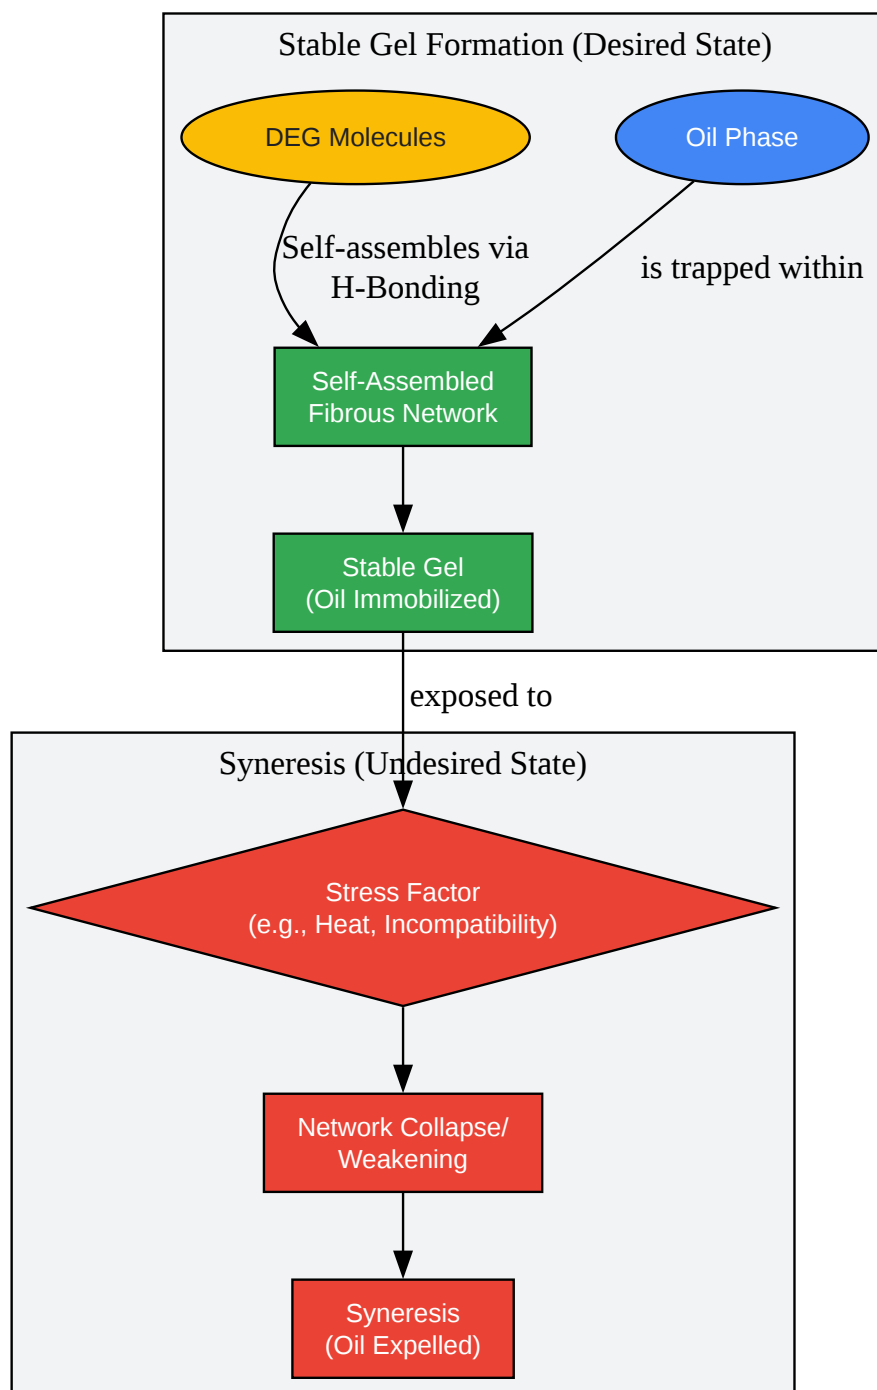 Stable Gel Formation (Desired State)
DEG Molecules
Oil Phase
Self-assembles via
H-Bonding
is trapped within
Self-Assembled
Fibrous Network
Stable Gel
(Oil Immobilized)
exposed to
Syneresis (Undesired State)
Stress Factor
(e.g., Heat, Incompatibility)
Network Collapse/
Weakening
Syneresis
(Oil Expelled)